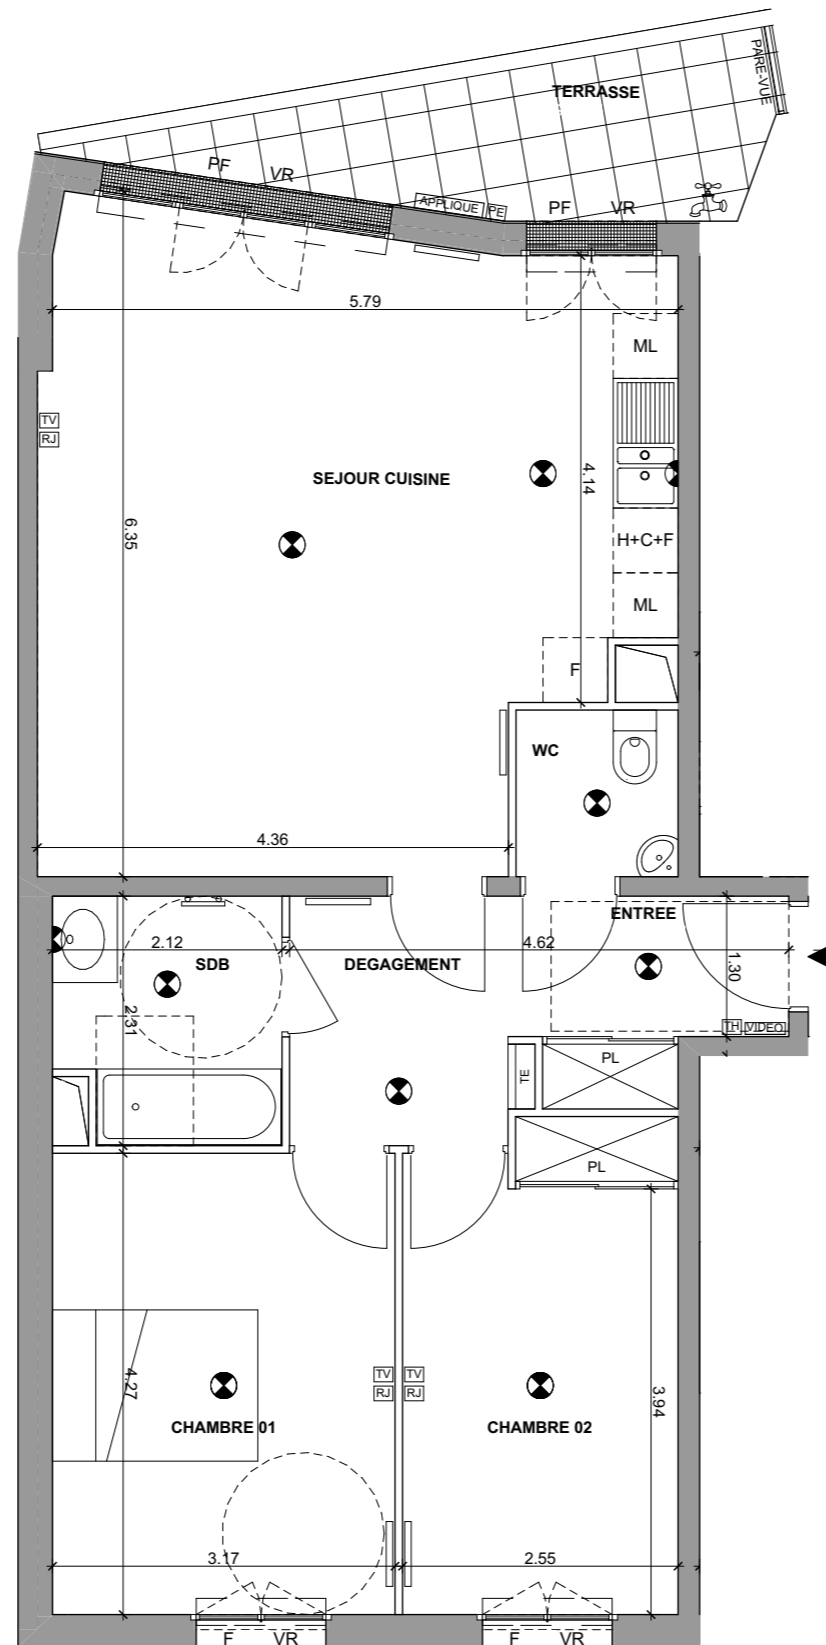 PARE-VUE
TERRASSE
PF
VR
APPLIQUE
PE
PF
VR
5.79
ML
TV
RJ
SEJOUR CUISINE
4.14
6.35
H+C+F
ML
F
WC
4.36
ENTREE
2.12
4.62
SDB
DEGAGEMENT
1.30
2.31
TH
VIDEO
PL
TE
PL
4.27
TV
RJ
TV
RJ
3.94
CHAMBRE 01
CHAMBRE 02
3.17
2.55
F
VR
F
VR